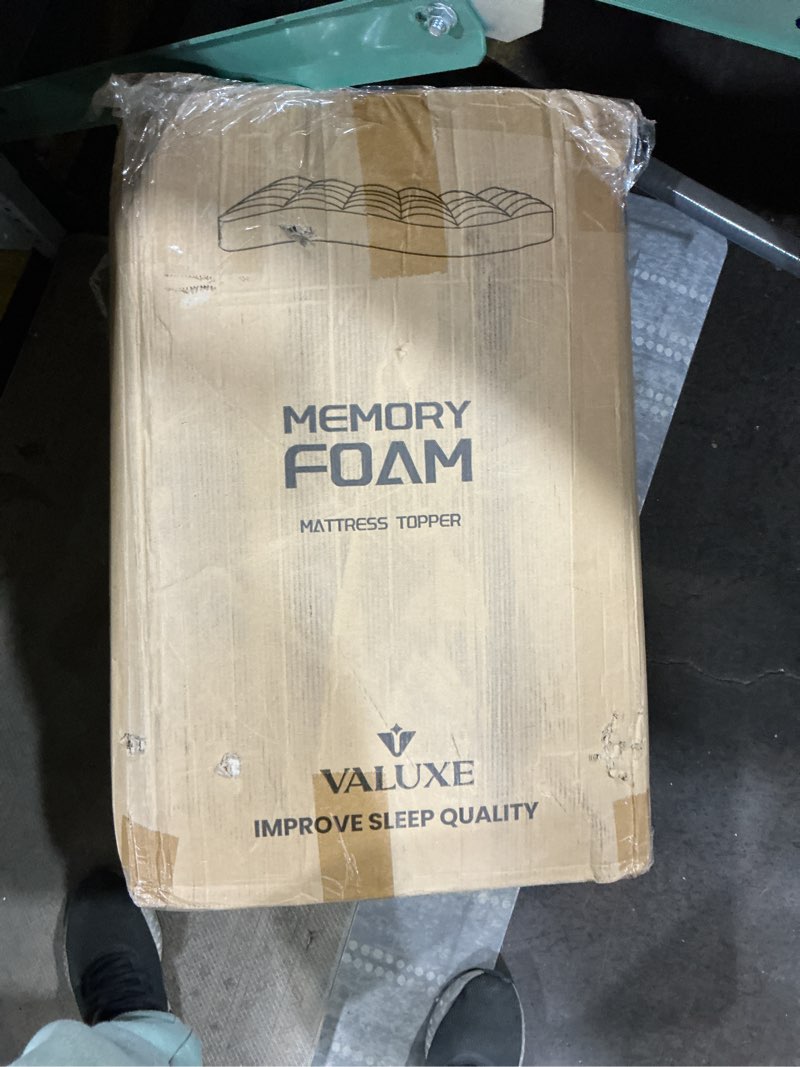 MEMORY
FOAM
MATTRESS TOPPER
VALUXE
IMPROVE SLEEP QUALITY